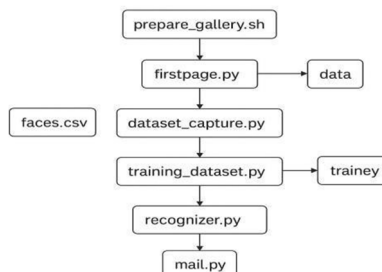 prepare_gallery.sh
firstpage.py
data
faces.csv
dataset_capture.py
training_dataset.py
trainey
recognizer.py
mail.py